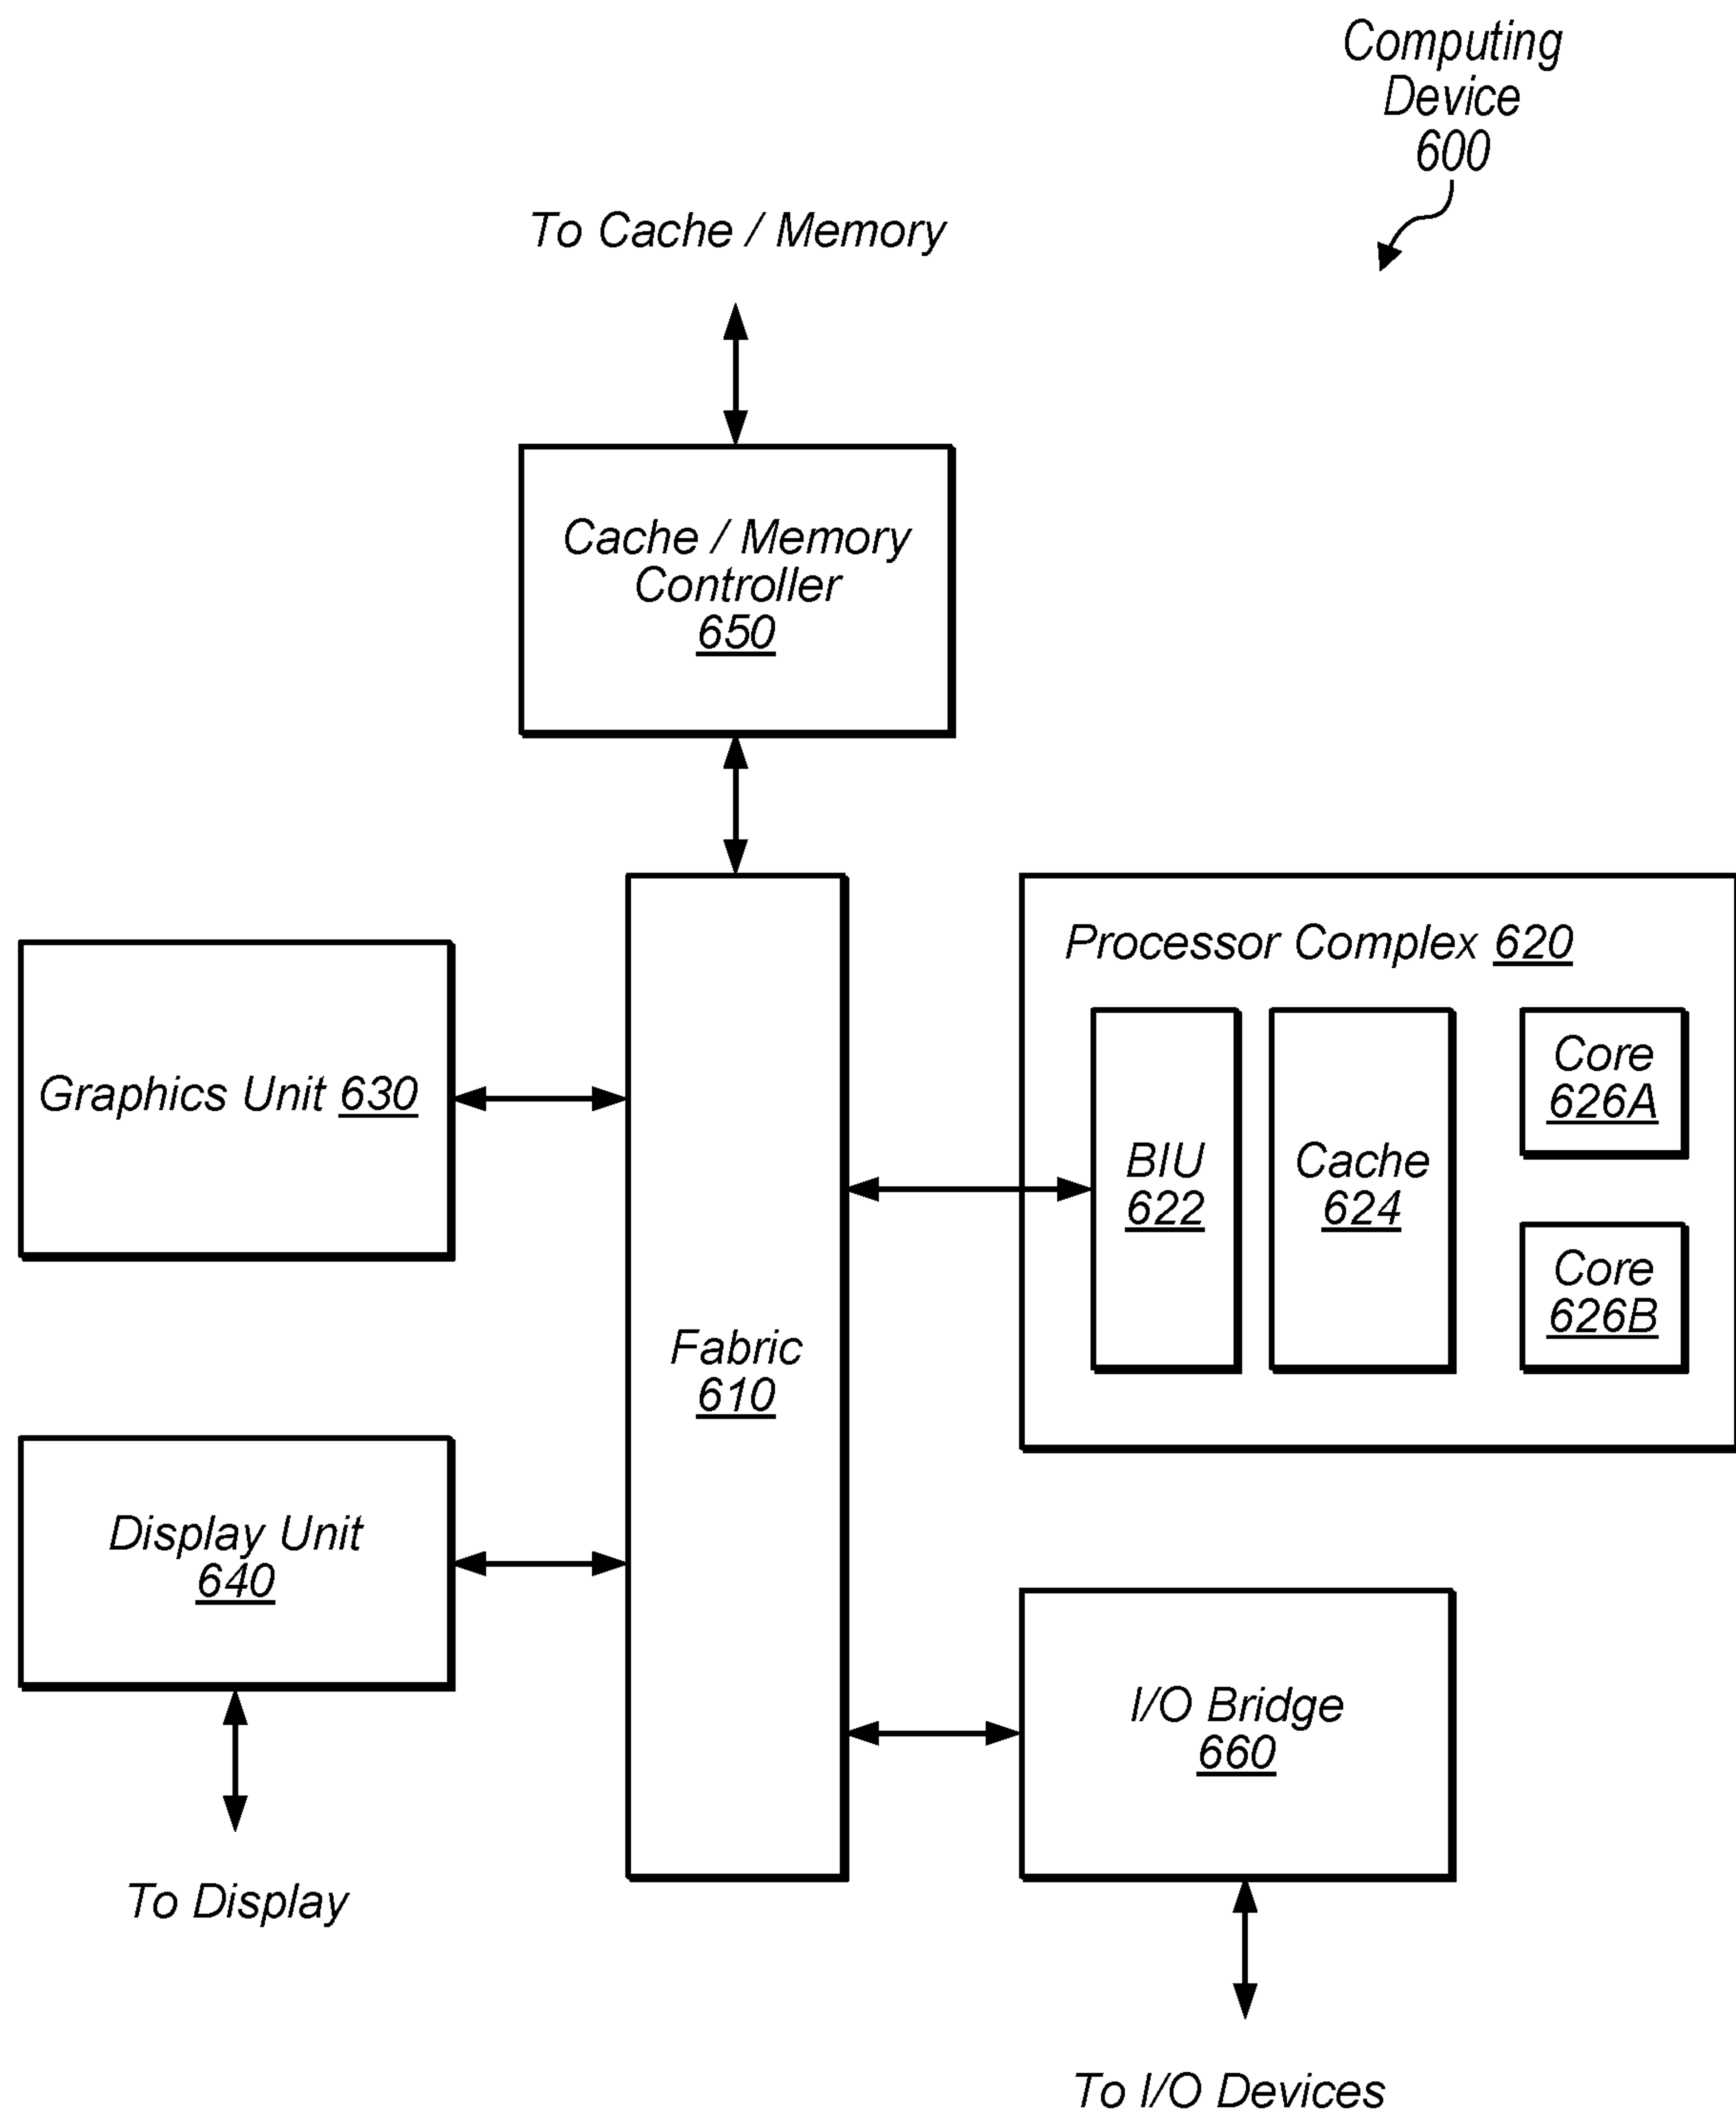 Computing
Device
600
To Cache / Memory
Cache / Memory
Controller
650
Processor Complex 620
Graphics Unit 630
BIU
622
Cache
624
Core
626A
Core
626B
Fabric
610
Display Unit
640
I/O Bridge
660
To Display
To I/O Devices